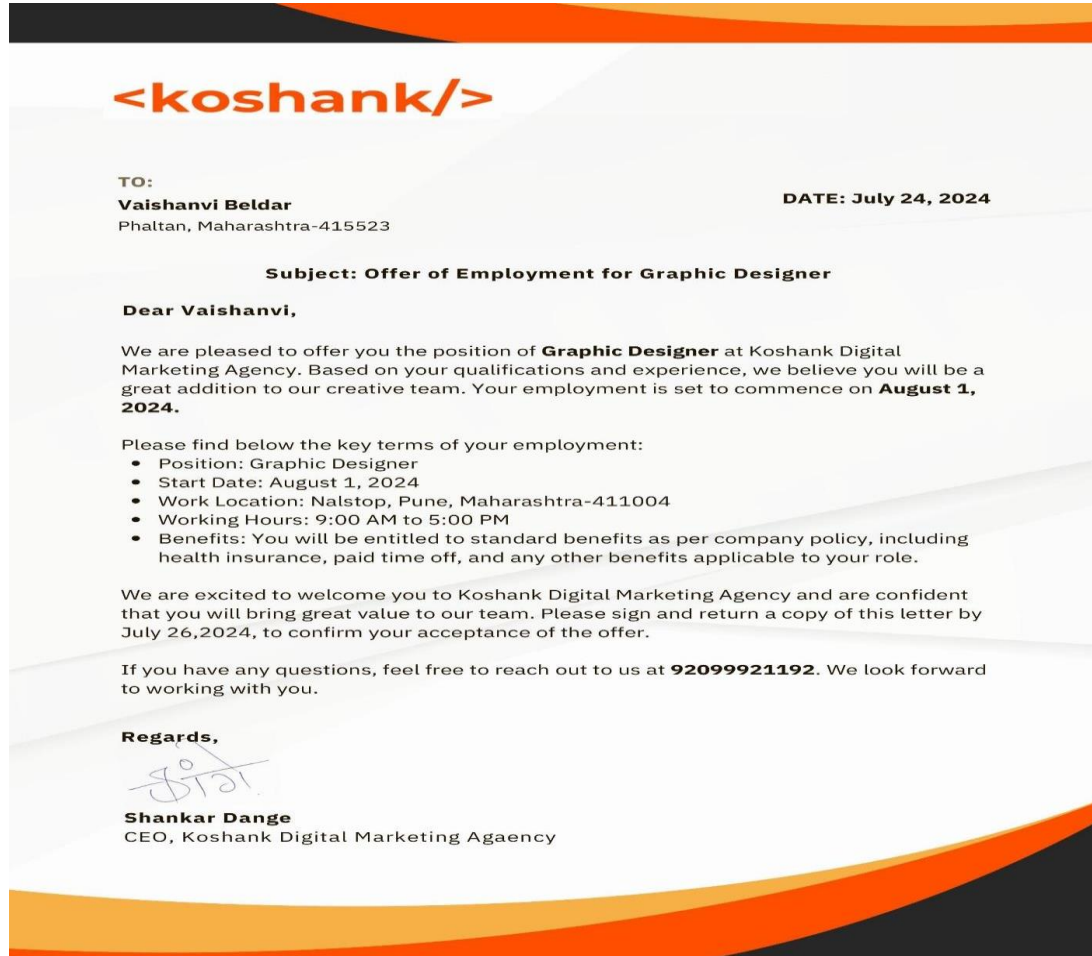 <koshank/>
TO:
Vaishanvi Beldar
Phaltan, Maharashtra-415523
DATE: July 24, 2024
Subject: Offer of Employment for Graphic Designer
Dear Vaishanvi,
We are pleased to offer you the position of Graphic Designer at Koshank Digital
Marketing Agency. Based on your qualifications and experience, we believe you will be a
great addition to our creative team. Your employment is set to commence on August 1,
2024.
Please find below the key terms of your employment:
• Position: Graphic Designer
• Start Date: August 1, 2024
• Work Location: Nalstop, Pune, Maharashtra-411004
• Working Hours: 9:00 AM to 5:00 PM
• Benefits: You will be entitled to standard benefits as per company policy, including
health insurance, paid time off, and any other benefits applicable to your role.
We are excited to welcome you to Koshank Digital Marketing Agency and are confident
that you will bring great value to our team. Please sign and return a copy of this letter by
July 26,2024, to confirm your acceptance of the offer.
If you have any questions, feel free to reach out to us at 92099921192. We look forward
to working with you.
Regards,
Shankar Dange
CEO, Koshank Digital Marketing Agaency